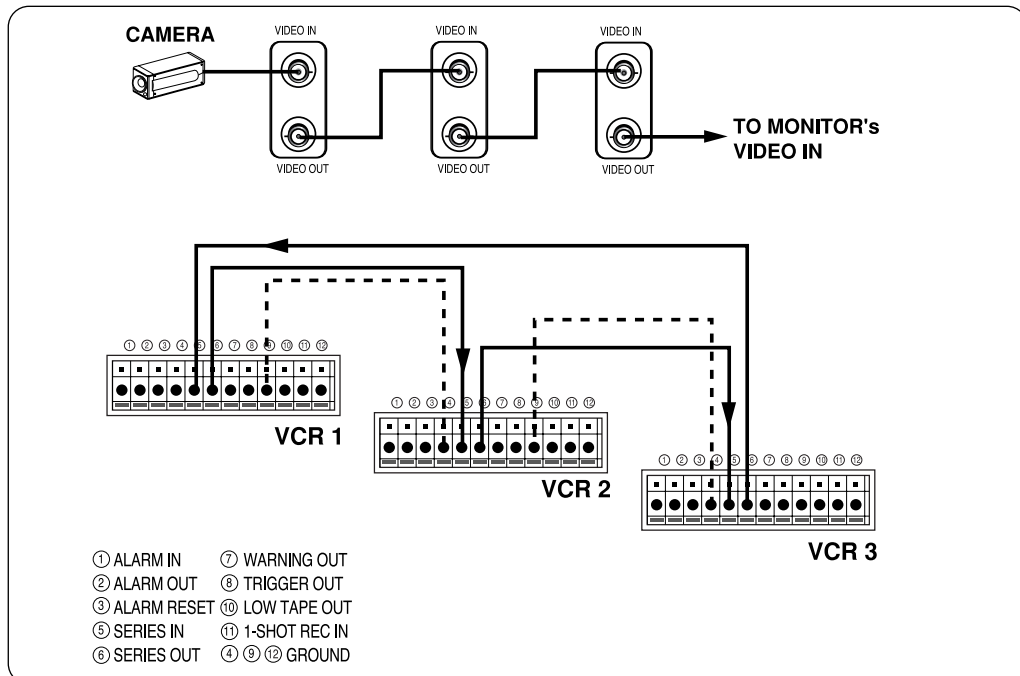 CAMERA
VIDEO IN
VIDEO IN
VIDEO IN
VIDEO OUT
VIDEO OUT
VIDEO OUT
TO MONITOR's
VIDEO IN
① ② ③ ④ ⑤ ⑥ ⑦ ⑧ ⑨ ⑩ ⑪ ⑫
VCR 1
① ② ③ ④ ⑤ ⑥ ⑦ ⑧ ⑨ ⑩ ⑪ ⑫
VCR 2
① ② ③ ④ ⑤ ⑥ ⑦ ⑧ ⑨ ⑩ ⑪ ⑫
VCR 3
① ALARM IN
② ALARM OUT
③ ALARM RESET
⑤ SERIES IN
⑥ SERIES OUT
⑦ WARNING OUT
⑧ TRIGGER OUT
⑩ LOW TAPE OUT
⑪ 1-SHOT REC IN
④ ⑨ ⑫ GROUND